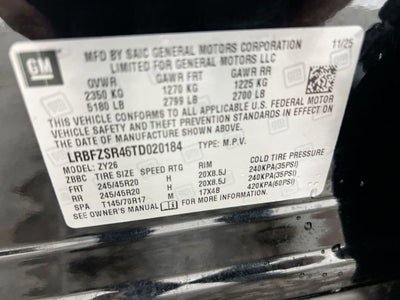 GM
MFD BY SAIC GENERAL MOTORS CORPORATION 11/25
LIMITED FOR GENERAL MOTORS LLC
GVWR GAWR FRT GAWR RR
2350 KG 1270 KG 1225 KG
5180 LB 2799 LB 2700 LB
THIS VEHICLE CONFORMS TO ALL APPLICABLE U.S. FEDERAL MOTOR
VEHICLE SAFETY AND THEFT PREVENTION STANDARDS IN EFFECT ON
THE DATE OF MANUFACTURE SHOWN ABOVE.
LRBFZSR46TD020184 TYPE: M.P.V.
MODEL: ZY26
ZBBC TIRE SIZE SPEED RTG RIM COLD TIRE PRESSURE
FRT 245/45R20 H 20X8.5J 240KPA(35PSI)
RR 245/45R20 H 20X8.5J 240KPA(35PSI)
SPA T145/70R17 M 17X4B 420KPA(60PSI)
SEE OWNER'S MANUAL FOR MORE INFORMATION.